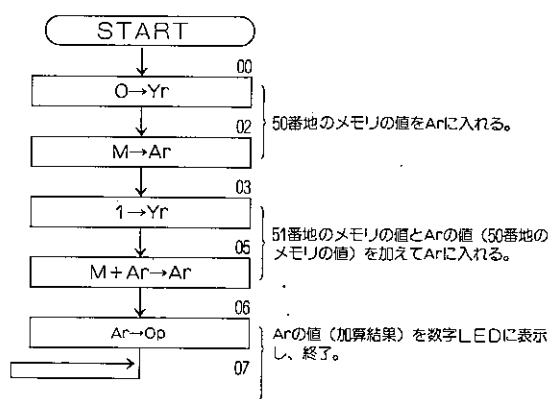 START
00
0→Yr
02
50番地のメモリの値をArに入れる。
M→Ar
03
1→Yr
51番地のメモリの値とArの値（50番地の
メモリの値）を加えてArに入れる。
05
M+Ar→Ar
06
Ar→Op
Arの値（加算結果）を数字LEDに表示
し、終了。
07